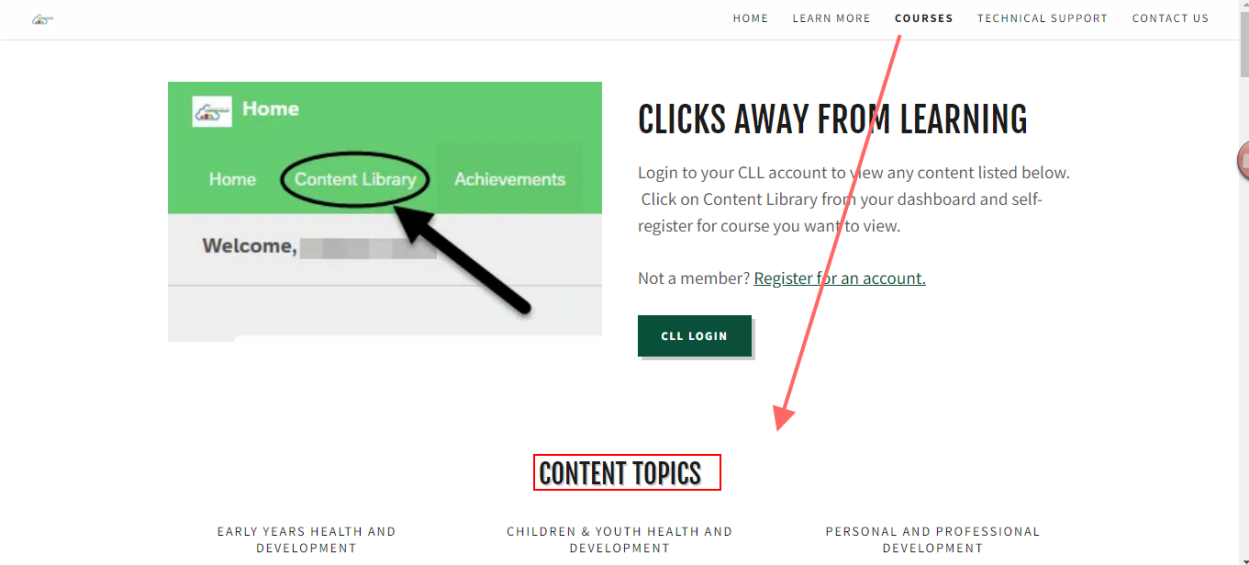 HOME LEARN MORE COURSES TECHNICAL SUPPORT CONTACT US
Home
Home Content Library Achievements
Welcome,
CLICKS AWAY FROM LEARNING
Login to your CLL account to view any content listed below.
Click on Content Library from your dashboard and self-
register for course you want to view.
Not a member? Register for an account.
CLL LOGIN
CONTENT TOPICS
EARLY YEARS HEALTH AND
DEVELOPMENT
CHILDREN & YOUTH HEALTH AND
DEVELOPMENT
PERSONAL AND PROFESSIONAL
DEVELOPMENT